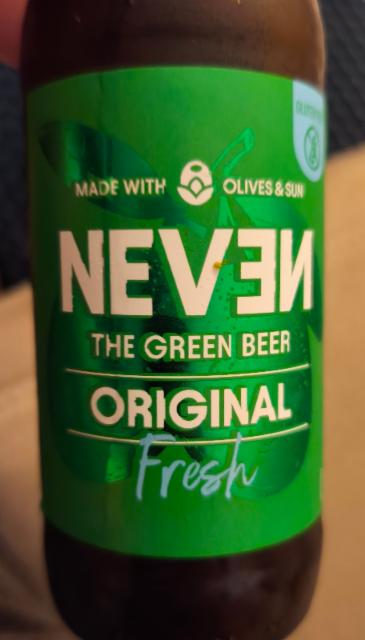 MADE WITH OLIVES & SUN
NEVEN
THE GREEN BEER
ORIGINAL
Fresh